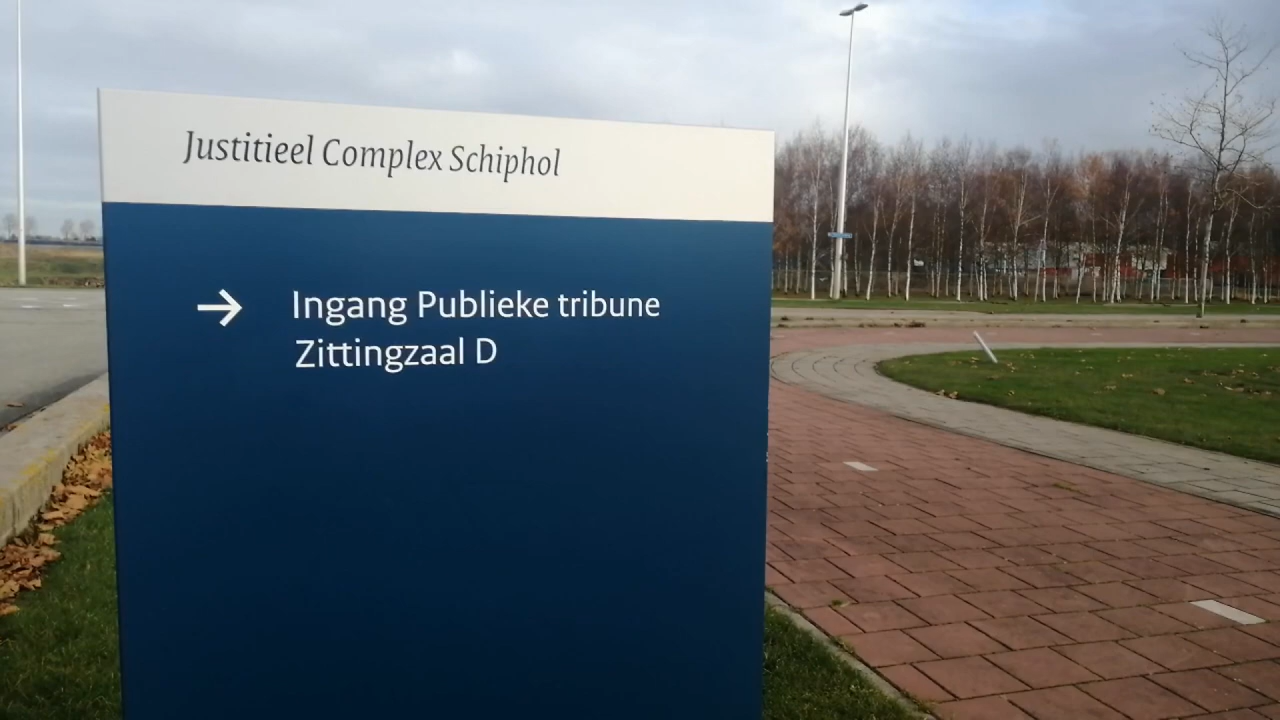 Justitieel Complex Schiphol
→ Ingang Publieke tribune
Zittingzaal D